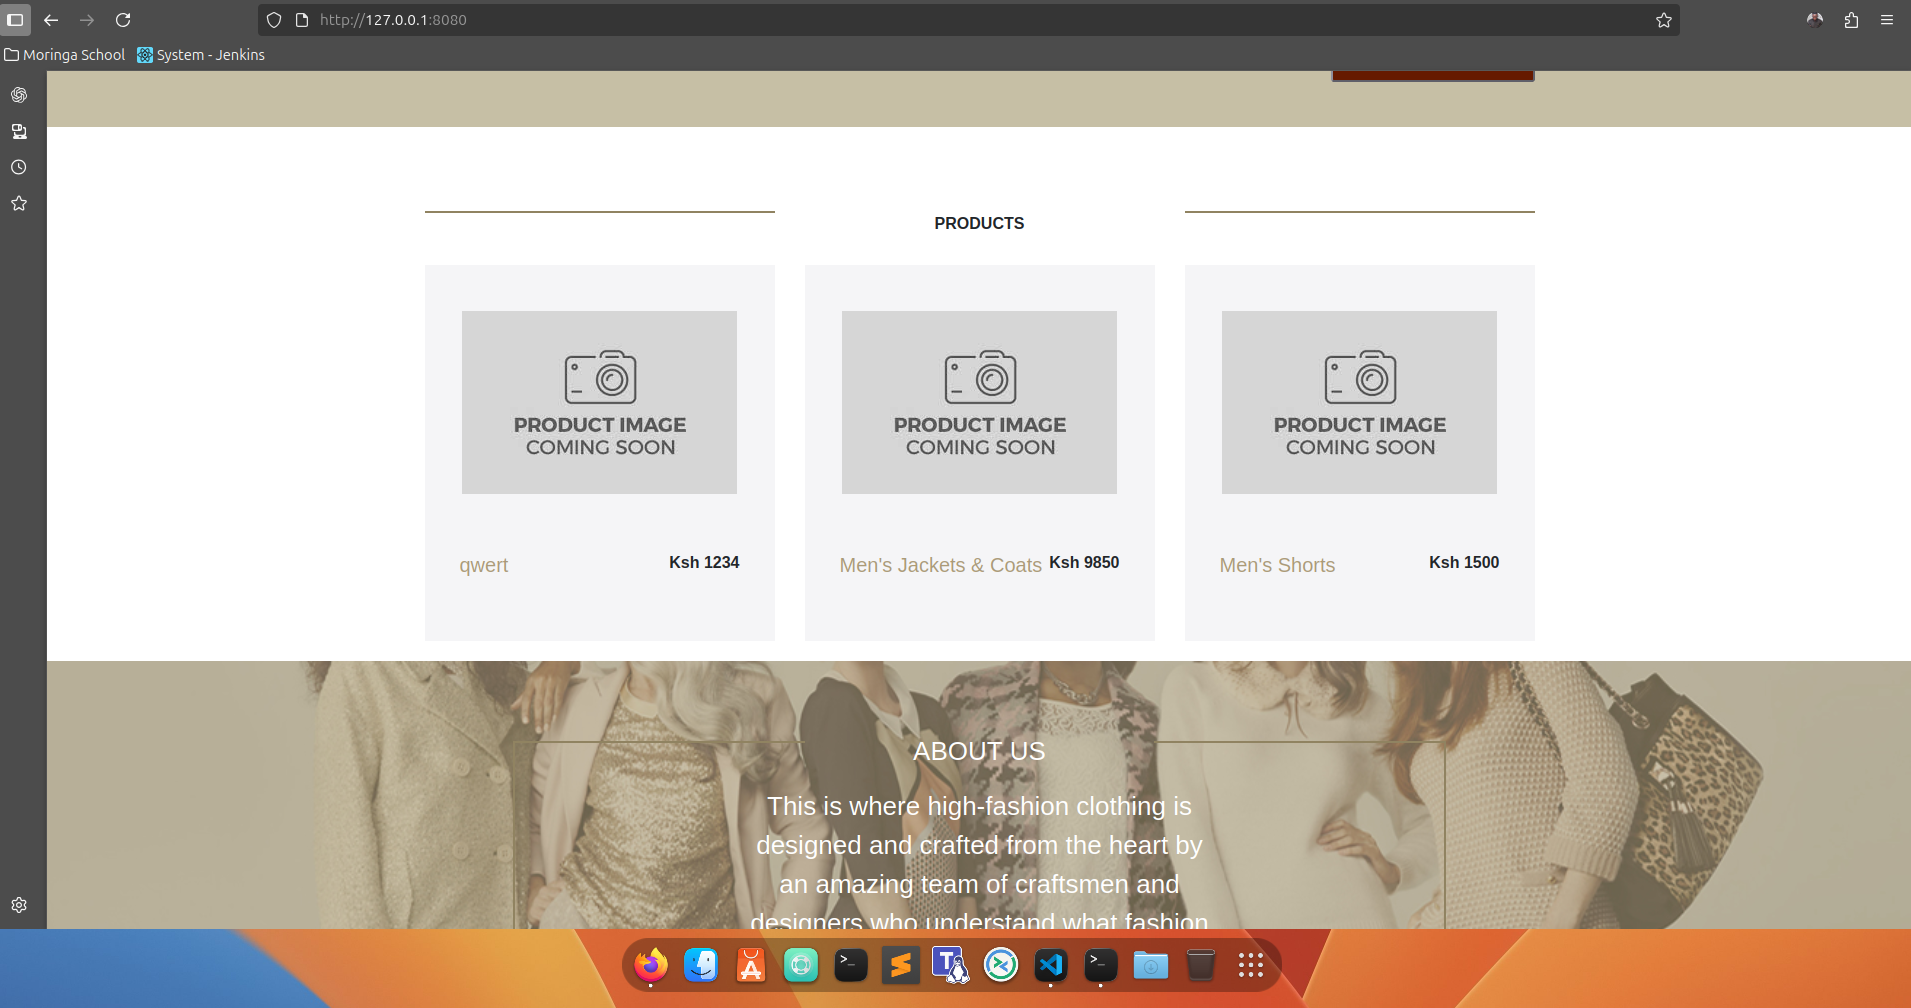 http://127.0.0.1:8080
Moringa School
System - Jenkins
PRODUCTS
PRODUCT IMAGE
COMING SOON
PRODUCT IMAGE
COMING SOON
PRODUCT IMAGE
COMING SOON
qwert Ksh 1234
Men's Jackets & Coats Ksh 9850
Men's Shorts Ksh 1500
ABOUT US
This is where high-fashion clothing is
designed and crafted from the heart by
an amazing team of craftsmen and
designers who understand what fashion